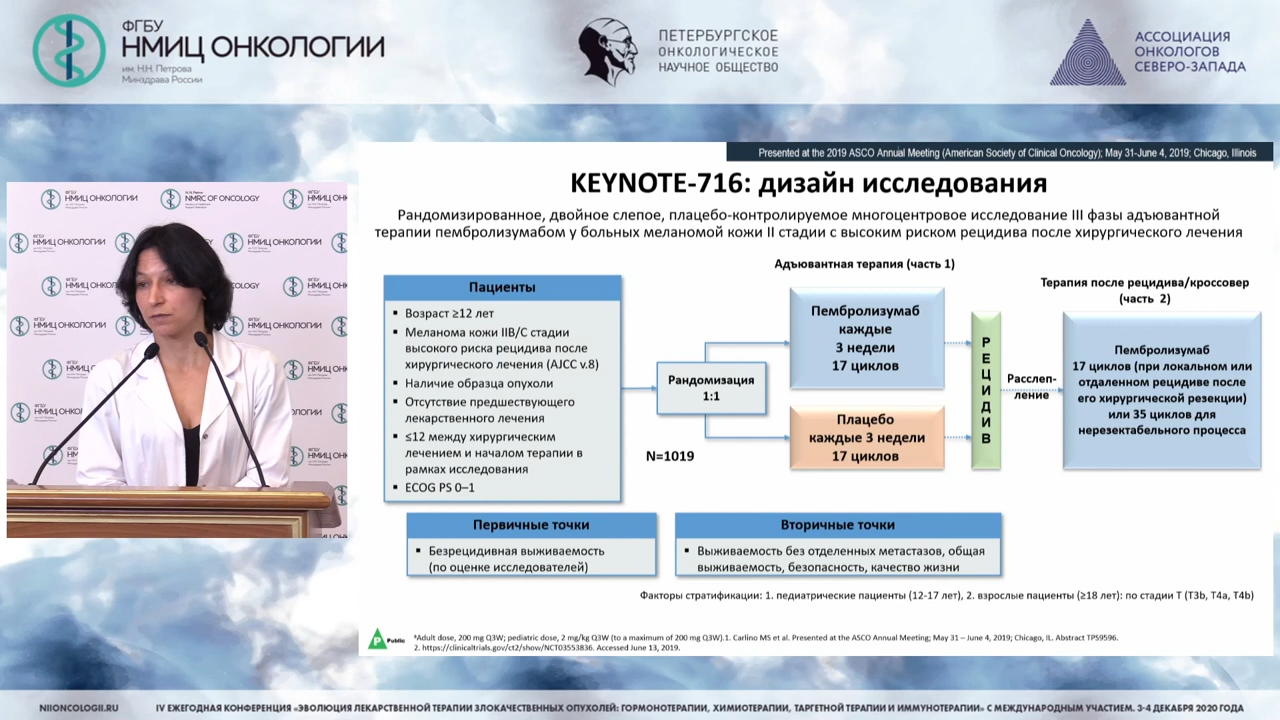 ФГБУ
НМИЦ ОНКОЛОГИИ
им. Н.Н. Петрова
Минздрава России
ПЕТЕРБУРГСКОЕ
ОНКОЛОГИЧЕСКОЕ
НАУЧНОЕ ОБЩЕСТВО
АССОЦИАЦИЯ
ОНКОЛОГОВ
СЕВЕРО-ЗАПАДА
ФГБУ
НМИЦ ОНКОЛОГИИ
NMRC OF ONCOLOGY
Presented at the 2019 ASCO Annual Meeting (American Society of Clinical Oncology); May 31-June 4, 2019; Chicago, Illinois
KEYNOTE-716: дизайн исследования
Рандомизированное, двойное слепое, плацебо-контролируемое многоцентровое исследование III фазы адъювантной
терапии пембролизумабом у больных меланомой кожи II стадии с высоким риском рецидива после хирургического лечения
Пациенты
▪ Возраст ≥12 лет
▪ Меланома кожи IIB/C стадии
высокого риска рецидива после
хирургического лечения (AJCC v.8)
▪ Наличие образца опухоли
▪ Отсутствие предшествующего
лекарственного лечения
▪ ≤12 между хирургическим
лечением и началом терапии в
рамках исследования
▪ ECOG PS 0–1
Рандомизация
1:1
N=1019
Адъювантная терапия (часть 1)
Пембролизумаб
каждые
3 недели
17 циклов
Плацебо
каждые 3 недели
17 циклов
РЕЦИДИВ
Расслеп-
ление
Терапия после рецидива/кроссовер
(часть 2)
Пембролизумаб
17 циклов (при локальном или
отдаленном рецидиве после
его хирургической резекции)
или 35 циклов для
нерезектабельного процесса
Первичные точки
▪ Безрецидивная выживаемость
(по оценке исследователей)
Вторичные точки
▪ Выживаемость без отделенных метастазов, общая
выживаемость, безопасность, качество жизни
Факторы стратификации: 1. педиатрические пациенты (12-17 лет), 2. взрослые пациенты (≥18 лет): по стадии T (T3b, T4a, T4b)
P Public
ªAdult dose, 200 mg Q3W; pediatric dose, 2 mg/kg Q3W (to a maximum of 200 mg Q3W).1. Carlino MS et al. Presented at the ASCO Annual Meeting; May 31 – June 4, 2019; Chicago, IL. Abstract TPS9596.
2. https://clinicaltrials.gov/ct2/show/NCT03553836. Accessed June 13, 2019.
NIIONCOLOGII.RU
IV ЕЖЕГОДНАЯ КОНФЕРЕНЦИЯ «ЭВОЛЮЦИЯ ЛЕКАРСТВЕННОЙ ТЕРАПИИ ЗЛОКАЧЕСТВЕННЫХ ОПУХОЛЕЙ: ГОРМОНОТЕРАПИИ, ХИМИОТЕРАПИИ, ТАРГЕТНОЙ ТЕРАПИИ И ИММУНОТЕРАПИИ» С МЕЖДУНАРОДНЫМ УЧАСТИЕМ. 3-4 ДЕКАБРЯ 2020 ГОДА